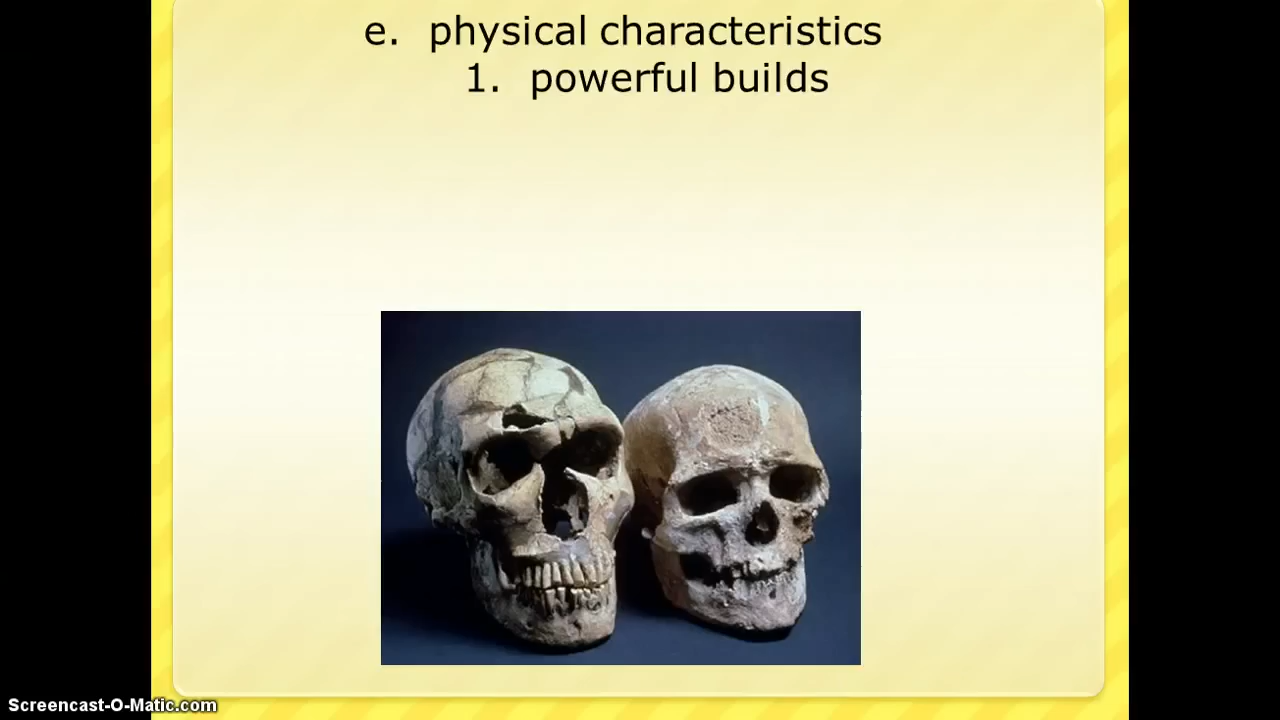 e. physical characteristics
1. powerful builds
Screencast-O-Matic.com